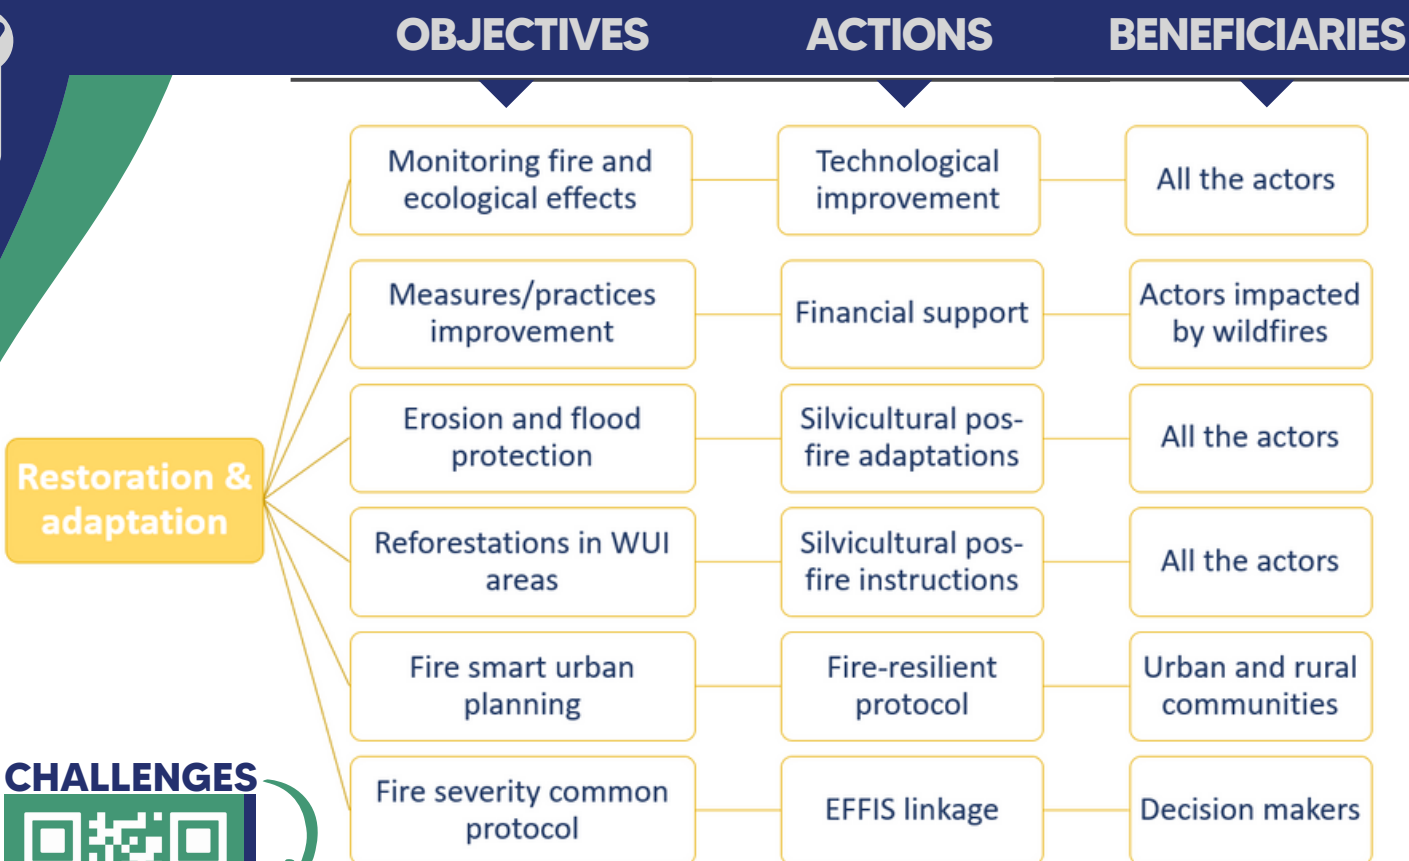 OBJECTIVES
ACTIONS
BENEFICIARIES
Monitoring fire and
ecological effects
Technological
improvement
All the actors
Measures/practices
improvement
Financial support
Actors impacted
by wildfires
Erosion and flood
protection
Silvicultural pos-
fire adaptations
All the actors
Restoration &
adaptation
Reforestations in WUI
areas
Silvicultural pos-
fire instructions
All the actors
Fire smart urban
planning
Fire-resilient
protocol
Urban and rural
communities
Fire severity common
protocol
EFFIS linkage
Decision makers
CHALLENGES